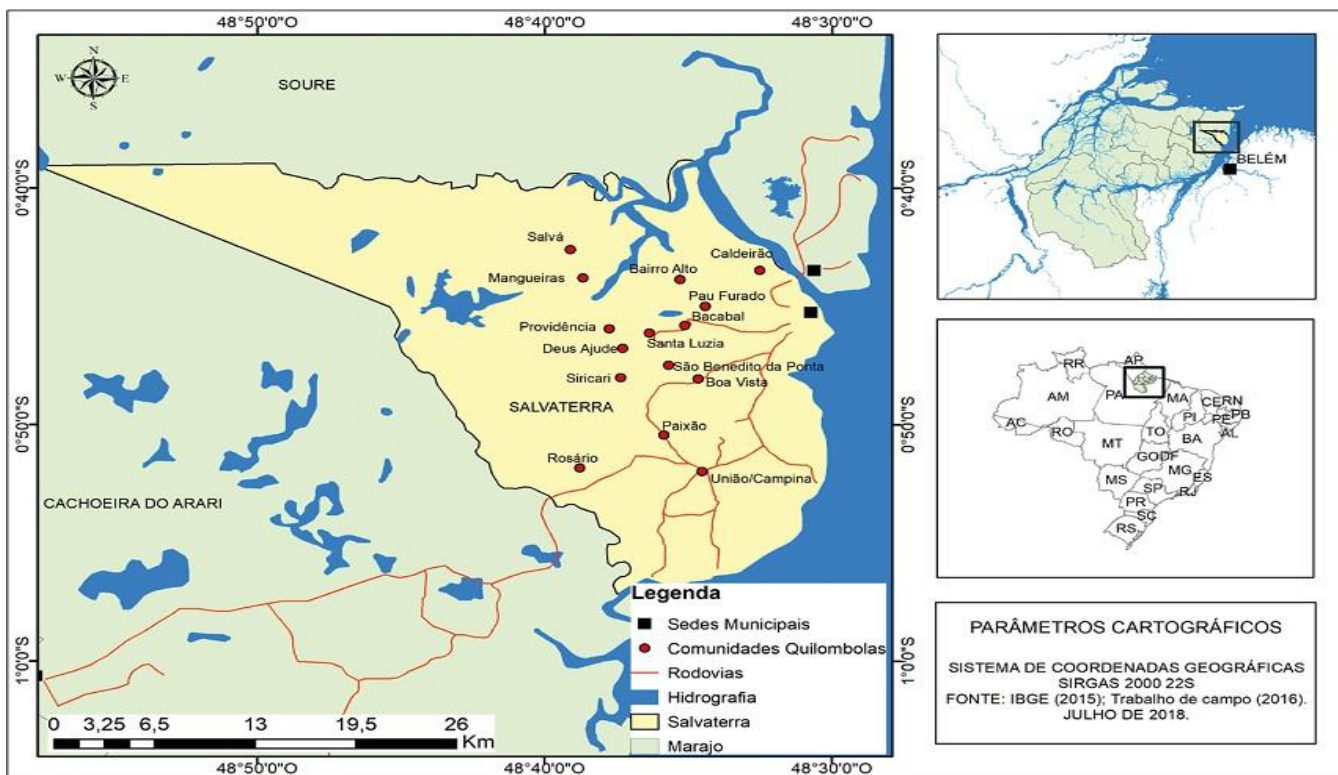 48°50'0"O
48°40'0"O
48°30'0"O
N
W
E
S
SOURE
0°40'0"S
0°40'0"S
Salvá
Caldeirão
Mangueiras
Bairro Alto
Pau Furado
Bacabal
Providência
Santa Luzia
Deus Ajude
São Benedito da Ponta
Siricari
Boa Vista
SALVATERRA
0°50'0"S
0°50'0"S
Paixão
Rosário
União/Campina
CACHOEIRA DO ARARI
1°0'0"S
1°0'0"S
Legenda
Sedes Municipais
Comunidades Quilombolas
Rodovias
Hidrografia
Salvaterra
Marajo
0 3,25 6,5 13 19,5 26
Km
48°50'0"O
48°40'0"O
48°30'0"O
BELÉM
RR
AP
AM
PA
MA
CE
RN
PB
PI
PE
AL
AC
RO
TO
MT
BA
GO
DF
MG
ES
MS
SP
RJ
PR
SC
RS
PARÂMETROS CARTOGRÁFICOS
SISTEMA DE COORDENADAS GEOGRÁFICAS
SIRGAS 2000 22S
FONTE: IBGE (2015); Trabalho de campo (2016).
JULHO DE 2018.